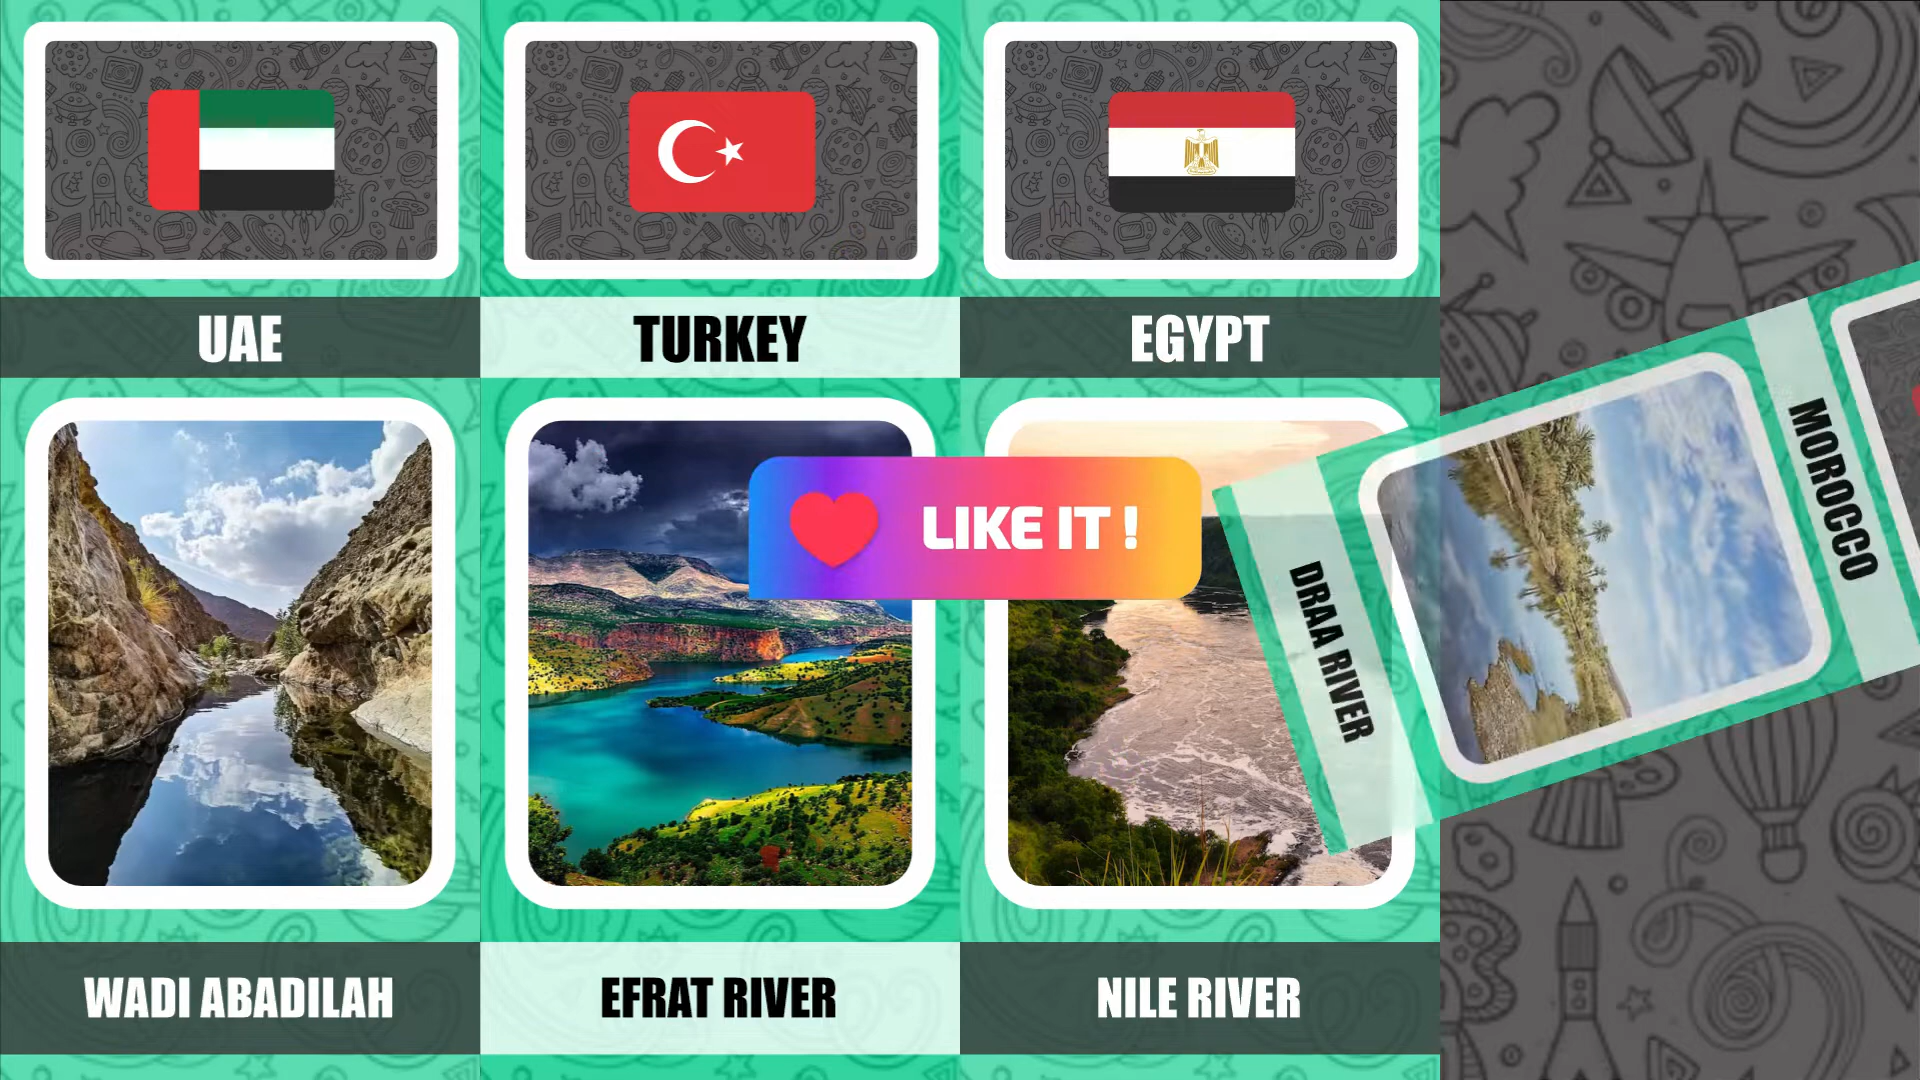 UAE
TURKEY
EGYPT
MOROCCO
LIKE IT !
DRAA RIVER
WADI ABADILAH
EFRAT RIVER
NILE RIVER